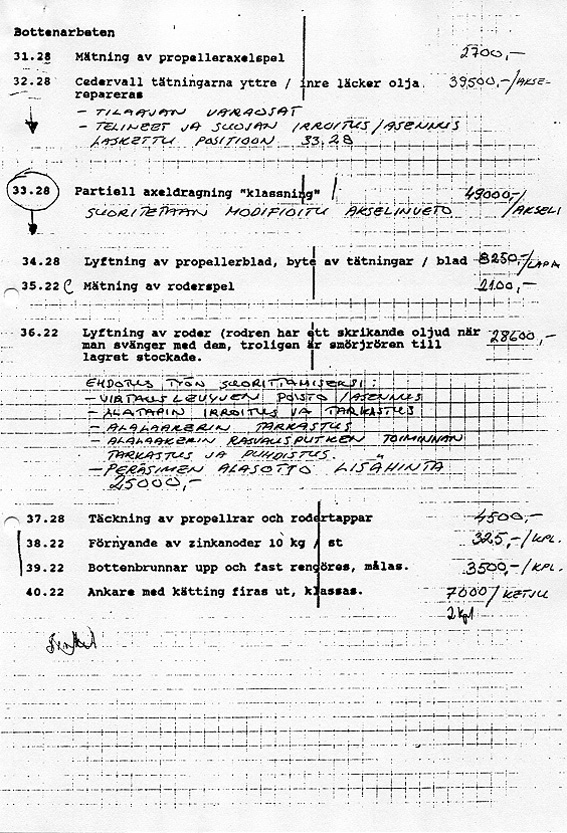 Bottenarbeten
31.28 Mätning av propelleraxelspel 2700,-
32.28 Cedervall tätningarna yttre / inre läcker olja. 39500,-/AKSE-
repareras
- TILAAJAN VARAOSAT
- TELINEET JA SUOJAN IRROITUS/ASENNUS
LASKETTU POSITIOON 33.28
33.28 Partiell axeldragning "klassning" / 49000,-/
SUORITETAAN MODIFIOITU AKSELINVETO /AKSELI
34.28 Lyftning av propellerblad, byte av tätningar / blad 8250,-/LAPA
35.22 C Mätning av roderspel 2100,-
36.22 Lyftning av roder (rodren har ett skrikande oljud när 28600,-
man svänger med dem, troligen är smörjrören till
lagret stockade.
EHDOTUS TYÖN SUORITTAMISEKSI:
- VIRTAUSLEVYJEN POISTO/ASENNUS
- ALATAPIN IRROITUS JA TARKASTUS
- ALALAAKERIN TARKASTUS
- ALALAAKERIN RASVAUSPUTKEN TOIMINNAN
TARKASTUS JA PUHDISTUS
- PERÄSIMEN ALASOTTO LISÄHINTA
25000,-
37.28 Täckning av propellrar och rodertappar 4500,-
38.22 Förnyande av zinkanoder 10 kg / st 325,-/KPL.
39.22 Bottenbrunnar upp och fast rengöres, målas. 3500,-/KPL.
40.22 Ankare med kätting firas ut, klassas. 7000/KETJU
2 kpl